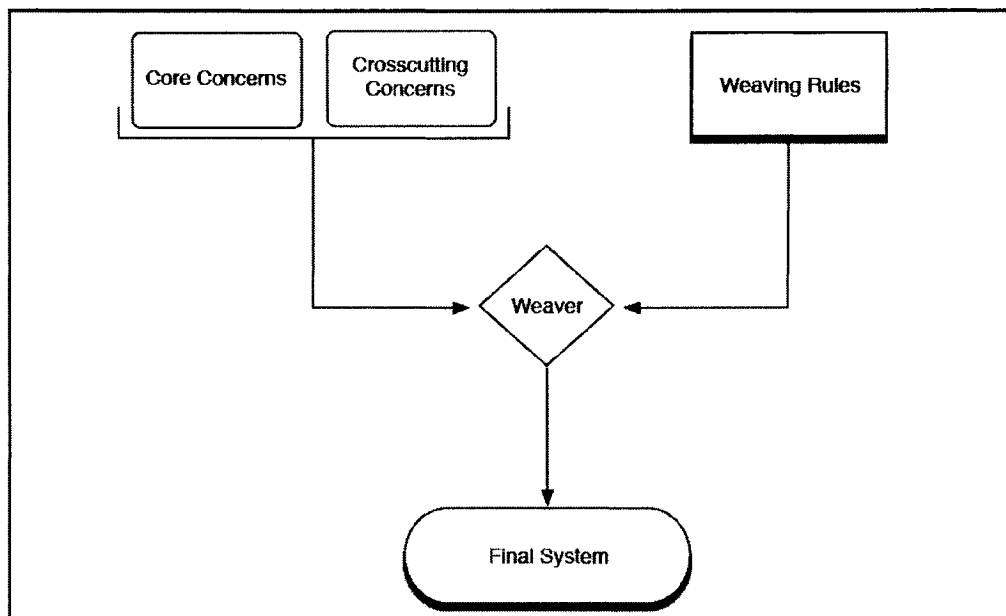 Core Concerns
Crosscutting
Concerns
Weaving Rules
Weaver
Final System